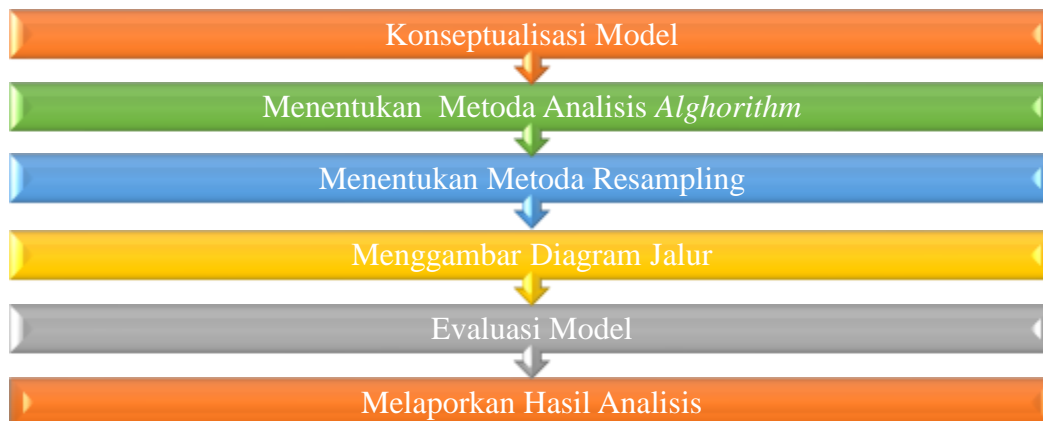 Konseptualisasi Model
Menentukan Metoda Analisis Alghorithm
Menentukan Metoda Resampling
Menggambar Diagram Jalur
Evaluasi Model
Melaporkan Hasil Analisis